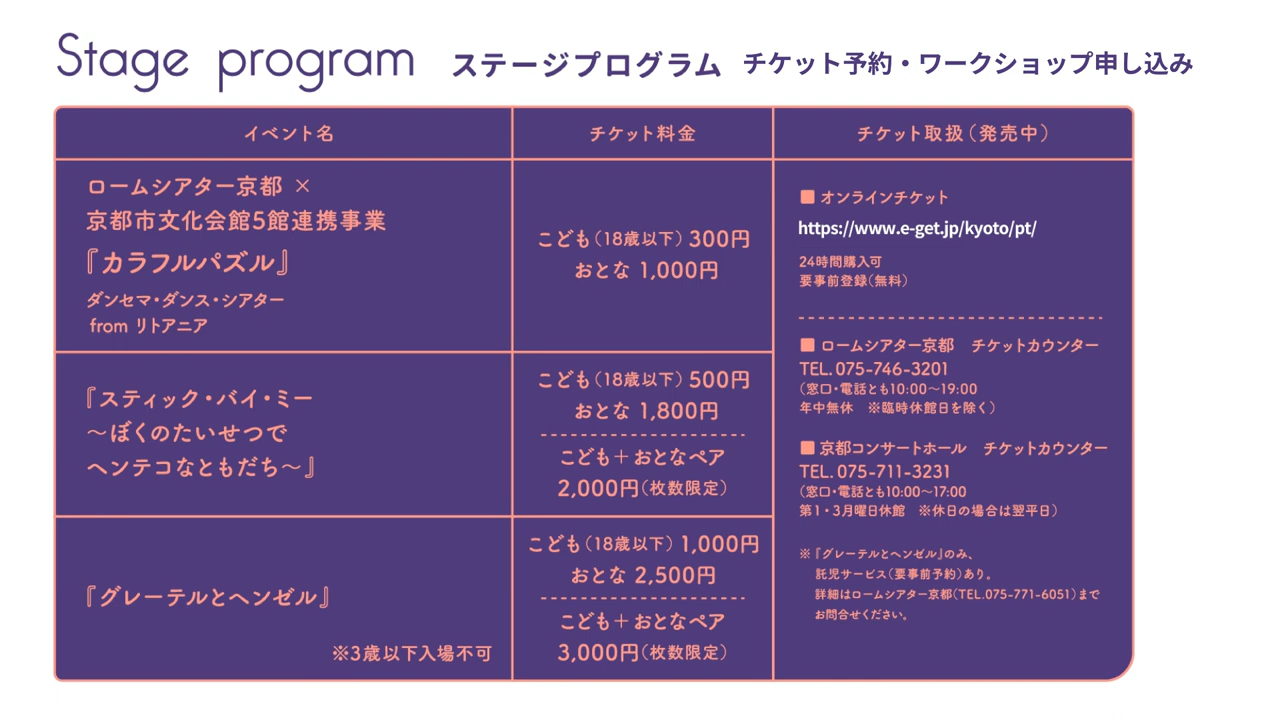 Stage program ステージプログラム チケット予約・ワークショップ申し込み
イベント名
チケット料金
チケット取扱（発売中）
ロームシアター京都 ×
京都市文化会館5館連携事業
『カラフルパズル』
ダンセマ・ダンス・シアター
from リトアニア
こども（18歳以下）300円
おとな 1,000円
『スティック・バイ・ミー
～ぼくのたいせつで
ヘンテコなともだち～』
こども（18歳以下）500円
おとな 1,800円
こども＋おとなペア
2,000円（枚数限定）
『グレーテルとヘンゼル』
※3歳以下入場不可
こども（18歳以下）1,000円
おとな 2,500円
こども＋おとなペア
3,000円（枚数限定）
■ オンラインチケット
https://www.e-get.jp/kyoto/pt/
24時間購入可
要事前登録（無料）
■ ロームシアター京都　チケットカウンター
TEL.075-746-3201
（窓口・電話とも10:00～19:00
年中無休　※臨時休館日を除く）
■ 京都コンサートホール　チケットカウンター
TEL.075-711-3231
（窓口・電話とも10:00～17:00
第1・3月曜日休館　※休日の場合は翌平日）
※『グレーテルとヘンゼル』のみ、
託児サービス（要事前予約）あり。
詳細はロームシアター京都（TEL.075-771-6051）まで
お問合せください。